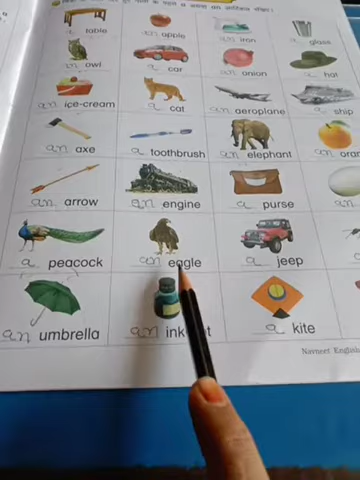 a table an apple an iron a glass
an owl a car an onion a hat
an ice-cream a cat an aeroplane a ship
an axe a toothbrush an elephant an
an arrow an engine a purse
a peacock an eagle a jeep
an umbrella an a kite
Navneet English